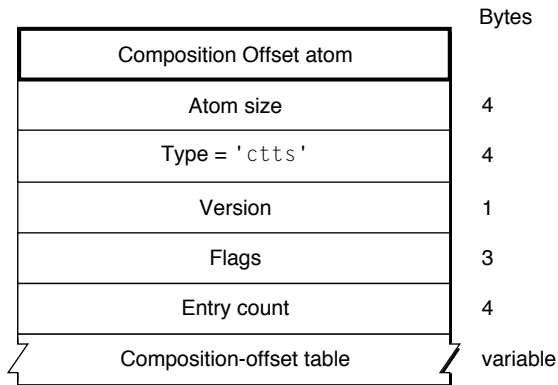 Bytes
Composition Offset atom
Atom size 4
Type = 'ctts' 4
Version 1
Flags 3
Entry count 4
Composition-offset table variable